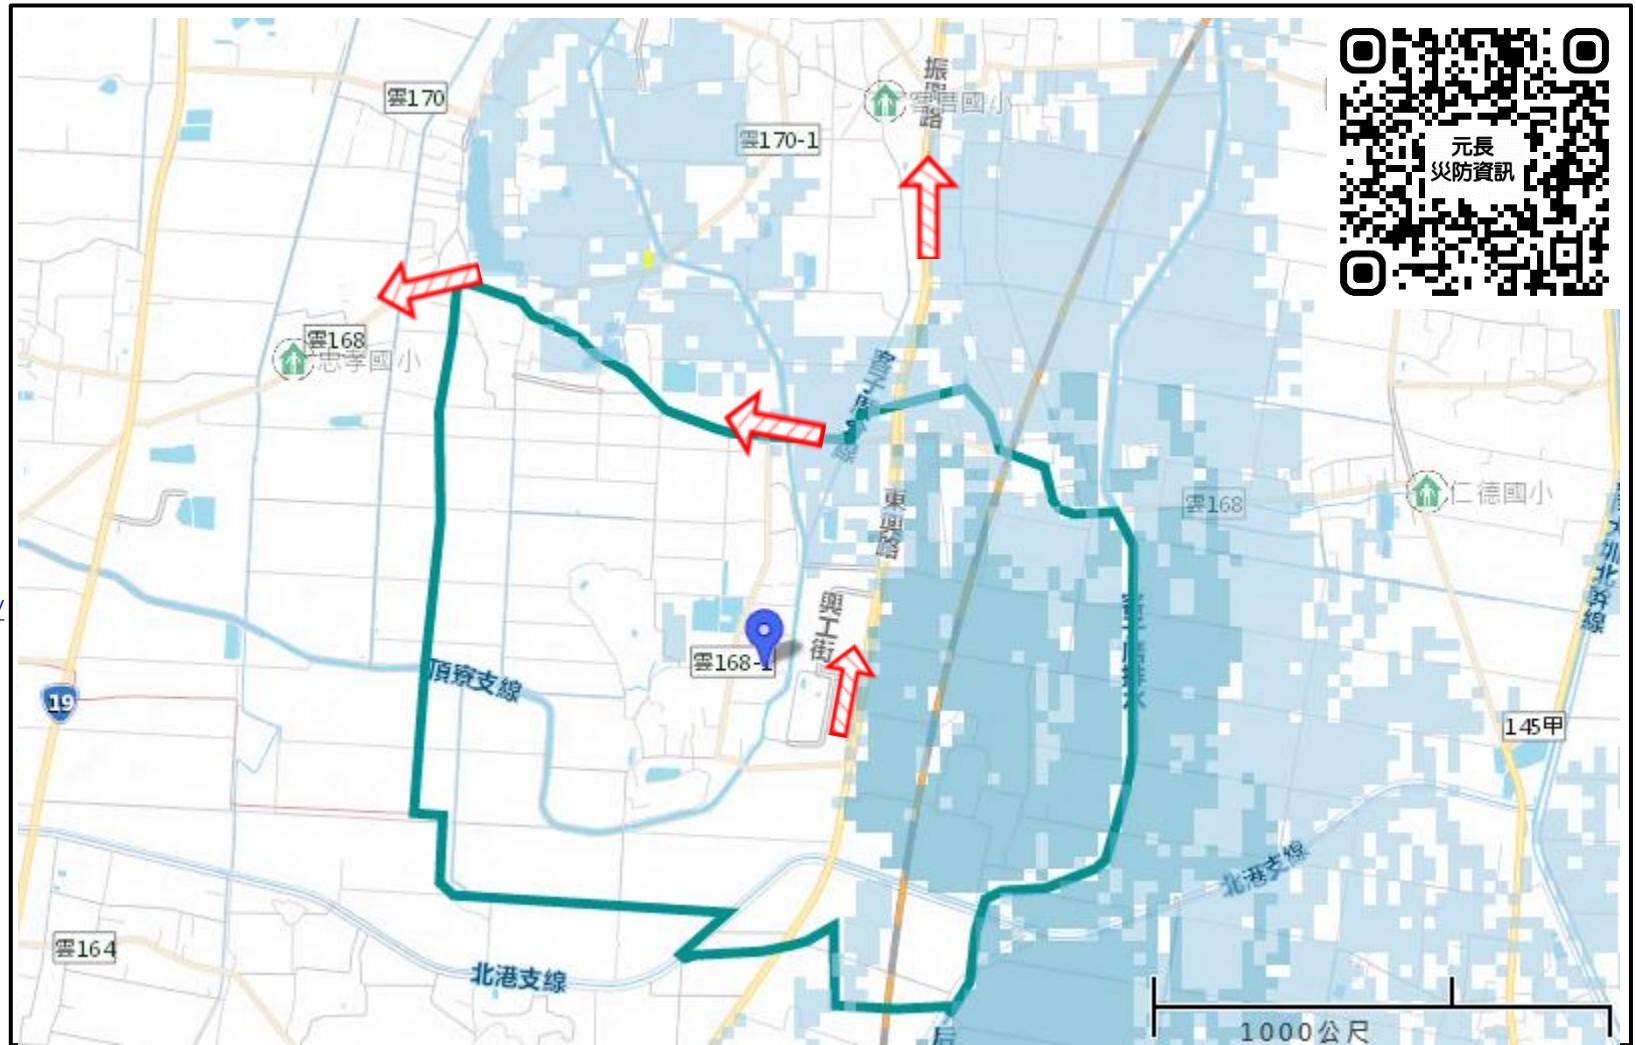 雲170
振興路
國小
雲170-1
元長
災防資訊
雲168
忠孝國小
東興路
雲168
仁德國小
興工街
雲168-1
頂寮支線
19
145甲
北港支線
雲164
北港支線
1000公尺
后